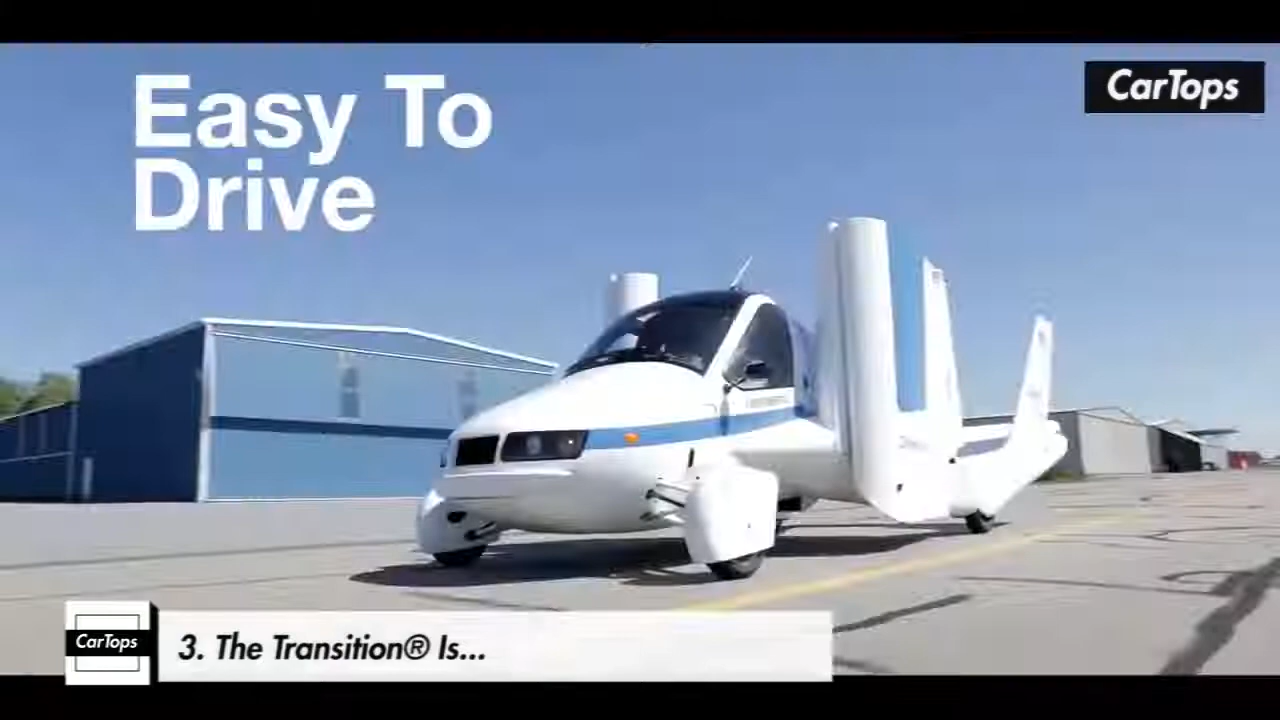 Easy To
Drive
CarTops
CarTops
3. The Transition® Is...